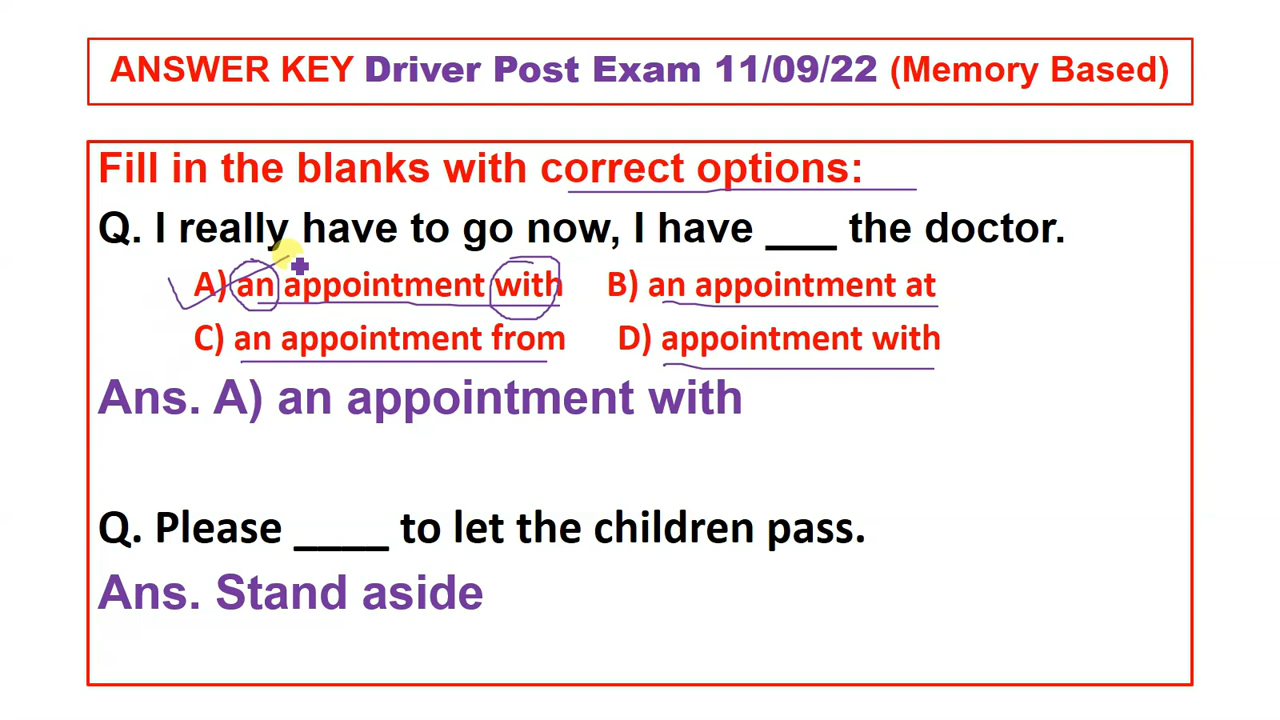 ANSWER KEY Driver Post Exam 11/09/22 (Memory Based)
Fill in the blanks with correct options:
Q. I really have to go now, I have ___ the doctor.
A) an appointment with B) an appointment at
C) an appointment from D) appointment with
Ans. A) an appointment with
Q. Please ____ to let the children pass.
Ans. Stand aside